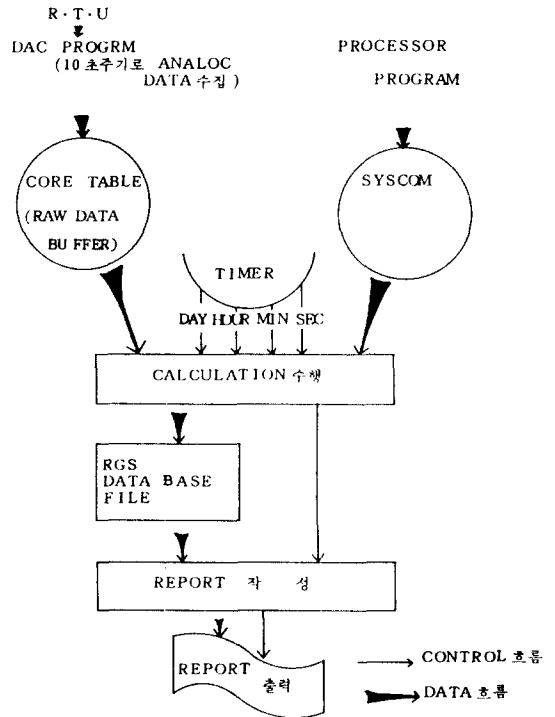 R·T·U
DAC PROGRM
(10초주기로 ANALOC
DATA 수집)
PROCESSOR
PROGRAM
CORE TABLE
(RAW DATA
BUFFER)
SYSCOM
TIMER
DAY HOUR MIN SEC
CALCULATION 수행
RGS
DATA BASE
FILE
REPORT 작 성
REPORT 출력
CONTROL 흐름
DATA 흐름